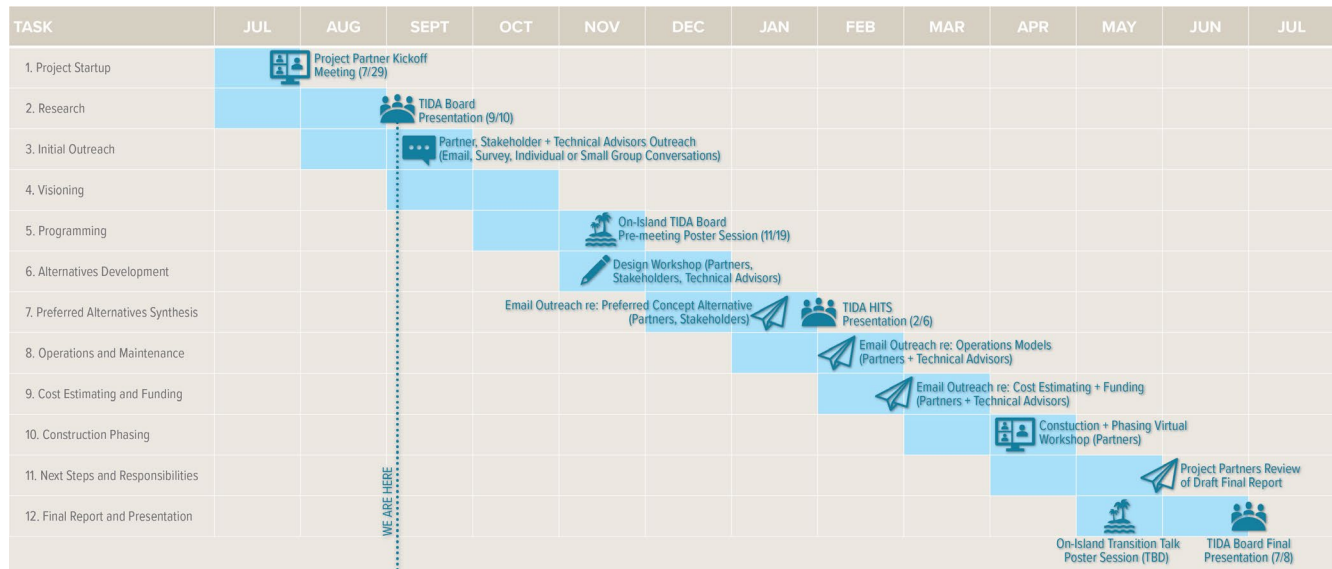 TASK JUL AUG SEPT OCT NOV DEC JAN FEB MAR APR MAY JUN JUL
1. Project Startup
Project Partner Kickoff
Meeting (7/29)
2. Research
TIDA Board
Presentation (9/10)
3. Initial Outreach
Partner, Stakeholder + Technical Advisors Outreach
(Email, Survey, Individual or Small Group Conversations)
4. Visioning
5. Programming
On-Island TIDA Board
Pre-meeting Poster Session (11/19)
6. Alternatives Development
Design Workshop (Partners,
Stakeholders, Technical Advisors)
7. Preferred Alternatives Synthesis
Email Outreach re: Preferred Concept Alternative
(Partners, Stakeholders)
TIDA HITS
Presentation (2/6)
8. Operations and Maintenance
Email Outreach re: Operations Models
(Partners + Technical Advisors)
9. Cost Estimating and Funding
Email Outreach re: Cost Estimating + Funding
(Partners + Technical Advisors)
10. Construction Phasing
Constuction + Phasing Virtual
Workshop (Partners)
11. Next Steps and Responsibilities
Project Partners Review
of Draft Final Report
12. Final Report and Presentation
WE ARE HERE
On-Island Transition Talk
Poster Session (TBD)
TIDA Board Final
Presentation (7/8)